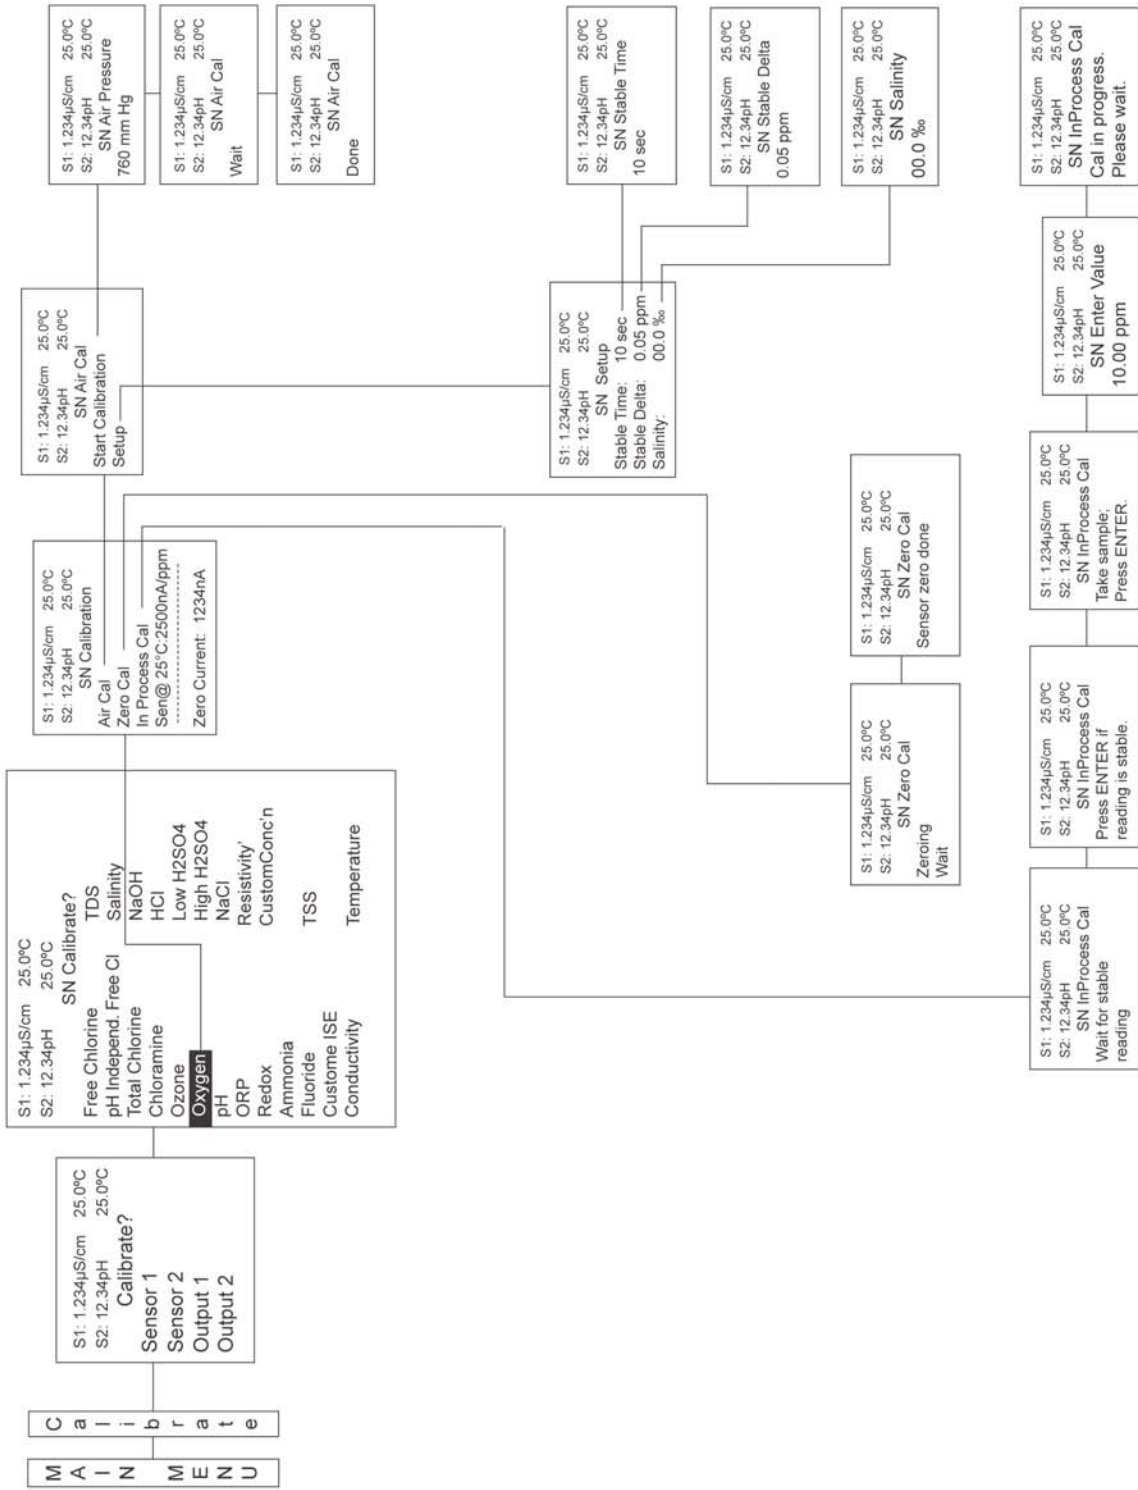 MAIN MENU
Calibrate
S1: 1.234µS/cm 25.0ºC
S2: 12.34pH 25.0ºC
Calibrate?
Sensor 1
Sensor 2
Output 1
Output 2
S1: 1.234µS/cm 25.0ºC
S2: 12.34pH 25.0ºC
SN Calibrate?
Free Chlorine TDS
pH Independ. Free Cl Salinity
Total Chlorine NaOH
Chloramine HCl
Ozone Low H2SO4
Oxygen High H2SO4
pH NaCl
ORP Resistivity'
Redox CustomConc'n
Ammonia
Fluoride TSS
Custome ISE
Conductivity Temperature
S1: 1.234µS/cm 25.0ºC
S2: 12.34pH 25.0ºC
SN Calibration
Air Cal
Zero Cal
In Process Cal
Sen@ 25°C:2500nA/ppm
-----------------------------
Zero Current: 1234nA
S1: 1.234µS/cm 25.0ºC
S2: 12.34pH 25.0ºC
SN Air Cal
Start Calibration
Setup
S1: 1.234µS/cm 25.0ºC
S2: 12.34pH 25.0ºC
SN Air Pressure
760 mm Hg
S1: 1.234µS/cm 25.0ºC
S2: 12.34pH 25.0ºC
SN Air Cal
Wait
S1: 1.234µS/cm 25.0ºC
S2: 12.34pH 25.0ºC
SN Air Cal
Done
S1: 1.234µS/cm 25.0ºC
S2: 12.34pH 25.0ºC
SN Setup
Stable Time: 10 sec
Stable Delta: 0.05 ppm
Salinity: 00.0 ‰
S1: 1.234µS/cm 25.0ºC
S2: 12.34pH 25.0ºC
SN Stable Time
10 sec
S1: 1.234µS/cm 25.0ºC
S2: 12.34pH 25.0ºC
SN Stable Delta
0.05 ppm
S1: 1.234µS/cm 25.0ºC
S2: 12.34pH 25.0ºC
SN Salinity
00.0 ‰
S1: 1.234µS/cm 25.0ºC
S2: 12.34pH 25.0ºC
SN Zero Cal
Zeroing
Wait
S1: 1.234µS/cm 25.0ºC
S2: 12.34pH 25.0ºC
SN Zero Cal
Sensor zero done
S1: 1.234µS/cm 25.0ºC
S2: 12.34pH 25.0ºC
SN InProcess Cal
Wait for stable
reading
S1: 1.234µS/cm 25.0ºC
S2: 12.34pH 25.0ºC
SN InProcess Cal
Press ENTER if
reading is stable.
S1: 1.234µS/cm 25.0ºC
S2: 12.34pH 25.0ºC
SN InProcess Cal
Take sample;
Press ENTER.
S1: 1.234µS/cm 25.0ºC
S2: 12.34pH 25.0ºC
SN Enter Value
10.00 ppm
S1: 1.234µS/cm 25.0ºC
S2: 12.34pH 25.0ºC
SN InProcess Cal
Cal in progress.
Please wait.